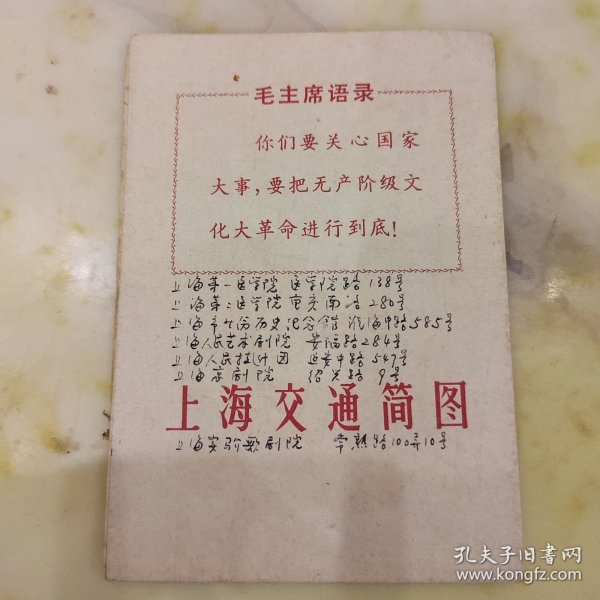 毛主席语录
你们要关心国家
大事，要把无产阶级文
化大革命进行到底！
上海第一医学院 医学院路138号
上海第二医学院 重庆南路280号
上海市 历史纪念馆 淮海中路585号
上海人民艺术剧院 安福路284号
上海人民 团 延安中路547号
上海京剧院 绍兴路9号
上海交通简图
上海实验歌剧院 常熟路100弄10号
孔夫子旧书网
www.kongfz.com